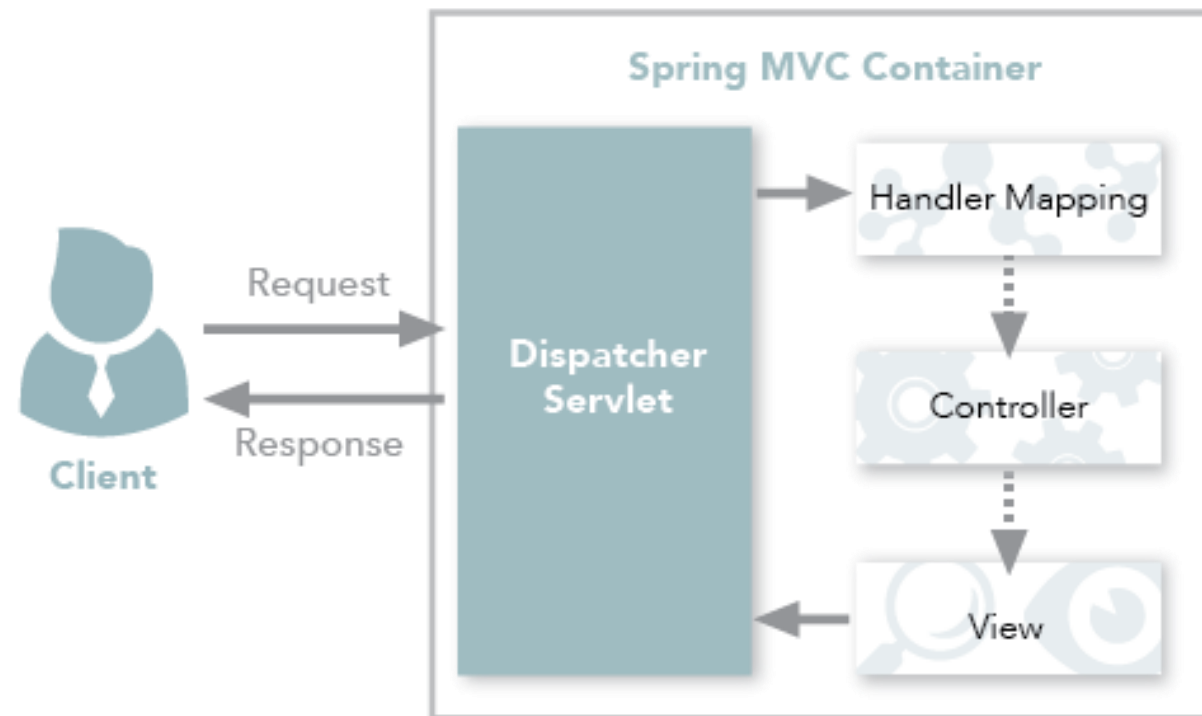 Spring MVC Container
Handler Mapping
Request
Dispatcher
Servlet
Controller
Response
Client
View